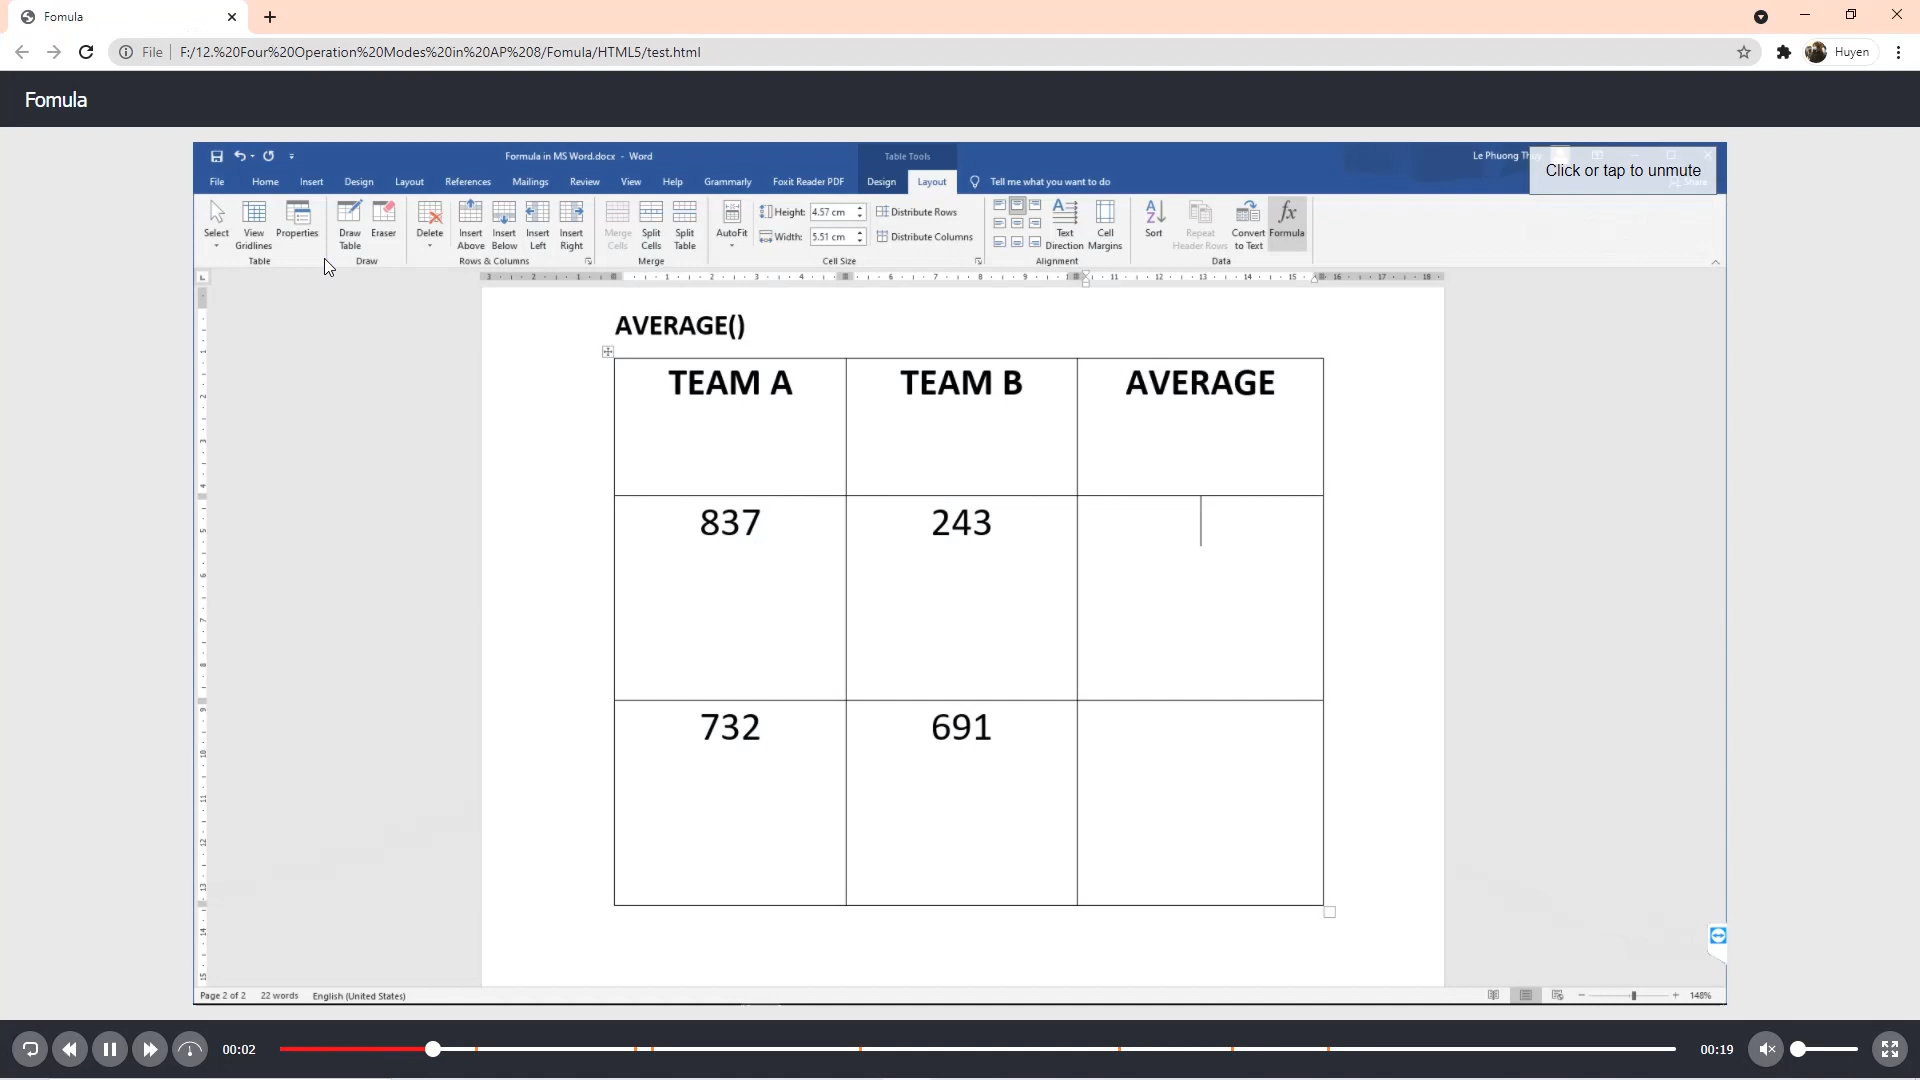 Fomula
File F:/12.%20Four%20Operation%20Modes%20in%20AP%208/Fomula/HTML5/test.html Huyen
Fomula
Formula in MS Word.docx - Word Table Tools Le Phuong Thuy
Click or tap to unmute
File Home Insert Design Layout References Mailings Review View Help Grammarly Foxit Reader PDF Design Layout Tell me what you want to do Share
Select View Gridlines Properties Draw Table Eraser Delete Insert Above Insert Below Insert Left Insert Right Merge Cells Split Cells Split Table AutoFit Height: 4.57 cm Distribute Rows
Width: 5.51 cm Distribute Columns Text Direction Cell Margins Sort Repeat Header Rows Convert to Text Formula
Table Draw Rows & Columns Merge Cell Size Alignment Data
AVERAGE()
TEAM A TEAM B AVERAGE
837 243
732 691
Page 2 of 2 22 words English (United States) 148%
00:02 00:19